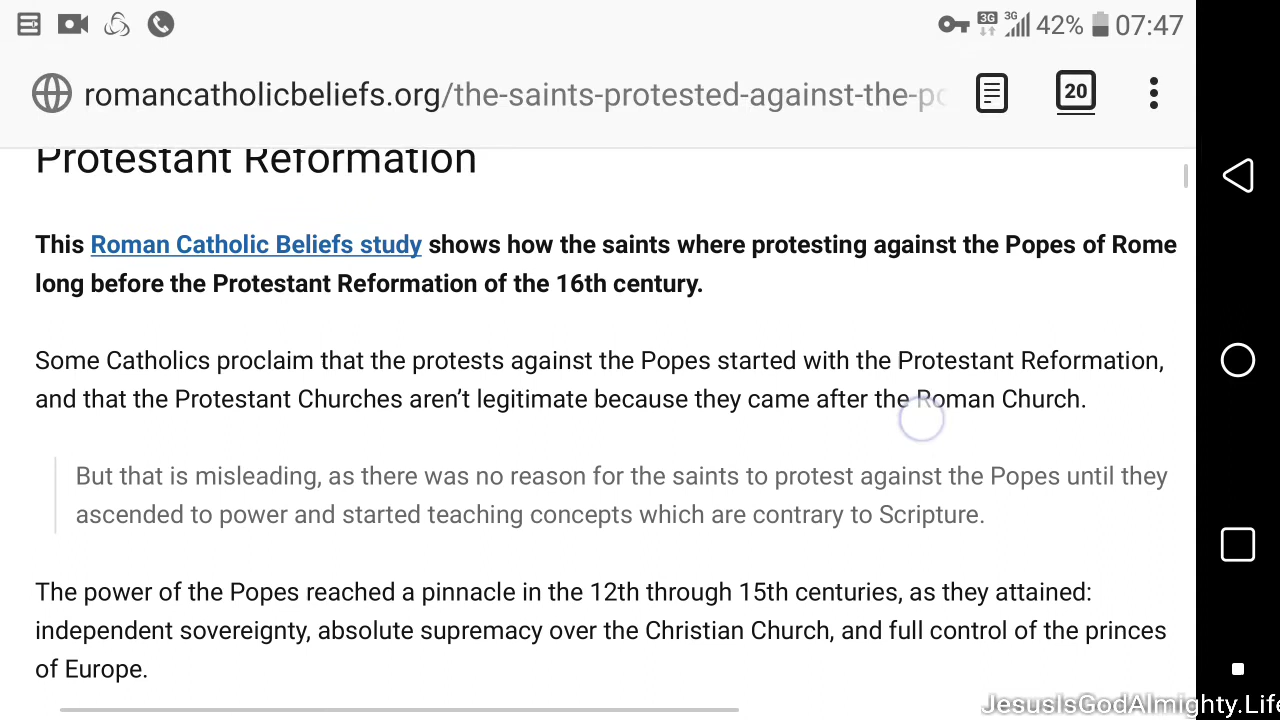 3G 3G 42% 07:47
romancatholicbeliefs.org/the-saints-protested-against-the-po
20
Protestant Reformation
This Roman Catholic Beliefs study shows how the saints where protesting against the Popes of Rome
long before the Protestant Reformation of the 16th century.
Some Catholics proclaim that the protests against the Popes started with the Protestant Reformation,
and that the Protestant Churches aren’t legitimate because they came after the Roman Church.
But that is misleading, as there was no reason for the saints to protest against the Popes until they
ascended to power and started teaching concepts which are contrary to Scripture.
The power of the Popes reached a pinnacle in the 12th through 15th centuries, as they attained:
independent sovereignty, absolute supremacy over the Christian Church, and full control of the princes
of Europe.
JesusIsGodAlmighty.Life